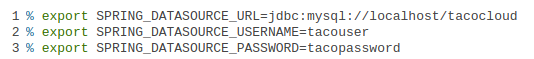 1 % export SPRING_DATASOURCE_URL=jdbc:mysql://localhost/tacocloud
2 % export SPRING_DATASOURCE_USERNAME=tacouser
3 % export SPRING_DATASOURCE_PASSWORD=tacopassword